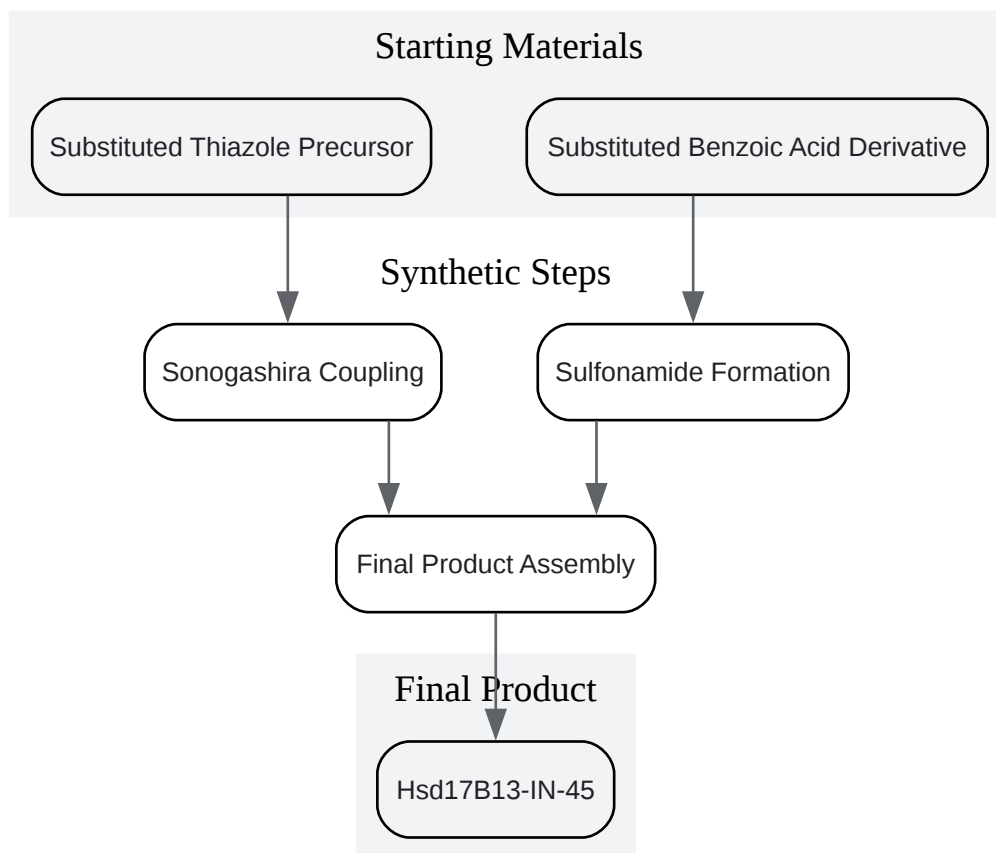 Starting Materials
Substituted Thiazole Precursor
Substituted Benzoic Acid Derivative
Synthetic Steps
Sonogashira Coupling
Sulfonamide Formation
Final Product Assembly
Final Product
Hsd17B13-IN-45